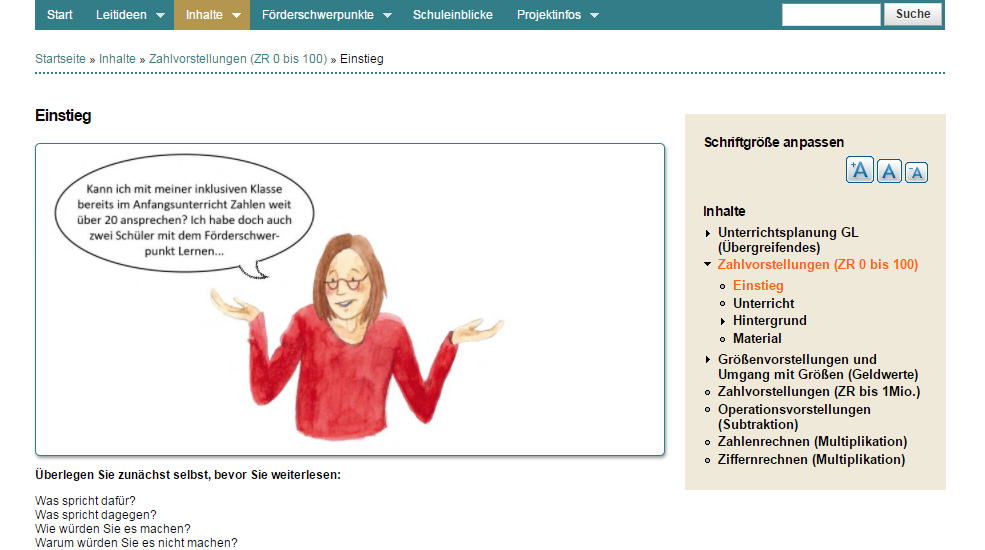 Start Leitideen Inhalte Förderschwerpunkte Schuleinblicke Projektinfos Suche
Startseite » Inhalte » Zahlvorstellungen (ZR 0 bis 100) » Einstieg
Einstieg
Kann ich mit meiner inklusiven Klasse
bereits im Anfangsunterricht Zahlen weit
über 20 ansprechen? Ich habe doch auch
zwei Schüler mit dem Förderschwer-
punkt Lernen...
Überlegen Sie zunächst selbst, bevor Sie weiterlesen:
Was spricht dafür?
Was spricht dagegen?
Wie würden Sie es machen?
Warum würden Sie es nicht machen?
Schriftgröße anpassen
+A A -A
Inhalte
Unterrichtsplanung GL
(Übergreifendes)
Zahlvorstellungen (ZR 0 bis 100)
Einstieg
Unterricht
Hintergrund
Material
Größenvorstellungen und
Umgang mit Größen (Geldwerte)
Zahlvorstellungen (ZR bis 1Mio.)
Operationsvorstellungen
(Subtraktion)
Zahlenrechnen (Multiplikation)
Ziffernrechnen (Multiplikation)